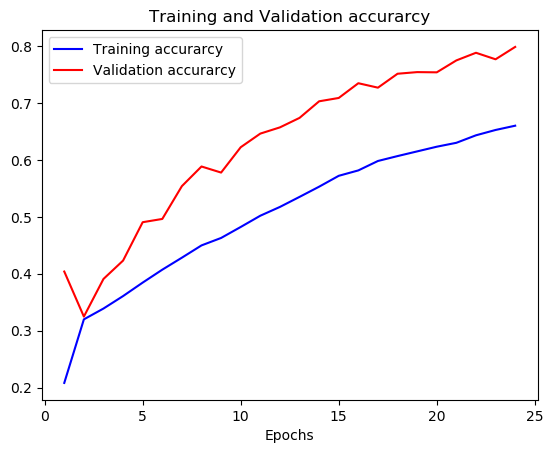 Training and Validation accurarcy
Training accurarcy
Validation accurarcy
0.8
0.7
0.6
0.5
0.4
0.3
0.2
0 5 10 15 20 25
Epochs